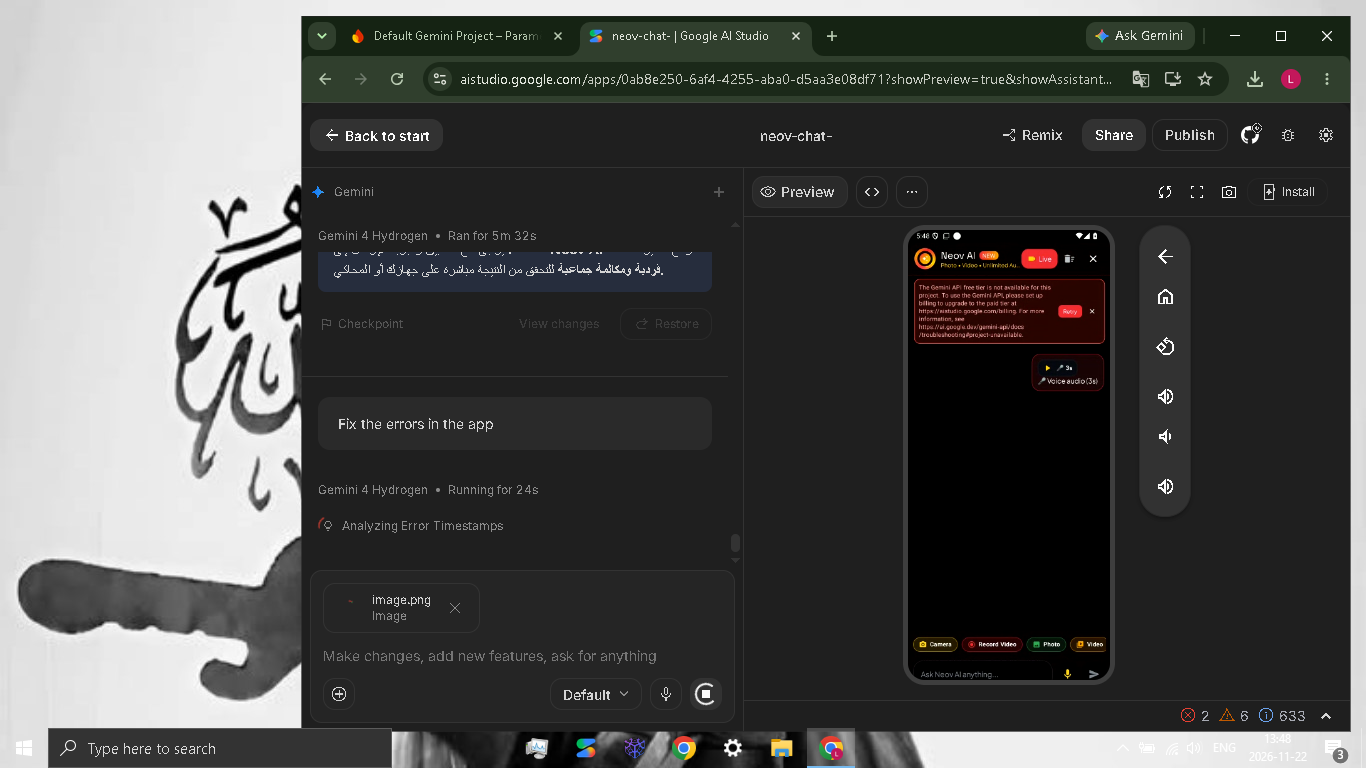 Default Gemini Project – Param
neov-chat- | Google AI Studio
Ask Gemini
aistudio.google.com/apps/0ab8e250-6af4-4255-aba0-d5aa3e08df71?showPreview=true&showAssistant...
L
Back to start
neov-chat-
Remix
Share
Publish
Gemini
Preview
Install
Gemini 4 Hydrogen • Ran for 5m 32s
فردية ومكالمة جماعية للتحقق من النتيجة مباشرة على جهازك أو المحاكي.
Checkpoint
View changes
Restore
Fix the errors in the app
Gemini 4 Hydrogen • Running for 24s
Analyzing Error Timestamps
image.png
Image
Make changes, add new features, ask for anything
Default
5:48
Neov AI NEW
Photo • Video • Unlimited Au...
Live
The Gemini API free tier is not available for this
project. To use the Gemini API, please set up
billing to upgrade to the paid tier at
https://aistudio.google.com/billing. For more
information, see
https://ai.google.dev/gemini-api/docs
/troubleshooting#project-unavailable.
Retry
3s
Voice audio (3s)
Camera
Record Video
Photo
Video
Ask Neov AI anything...
2
6
633
Type here to search
L
ENG
13:48
2026-11-22
3